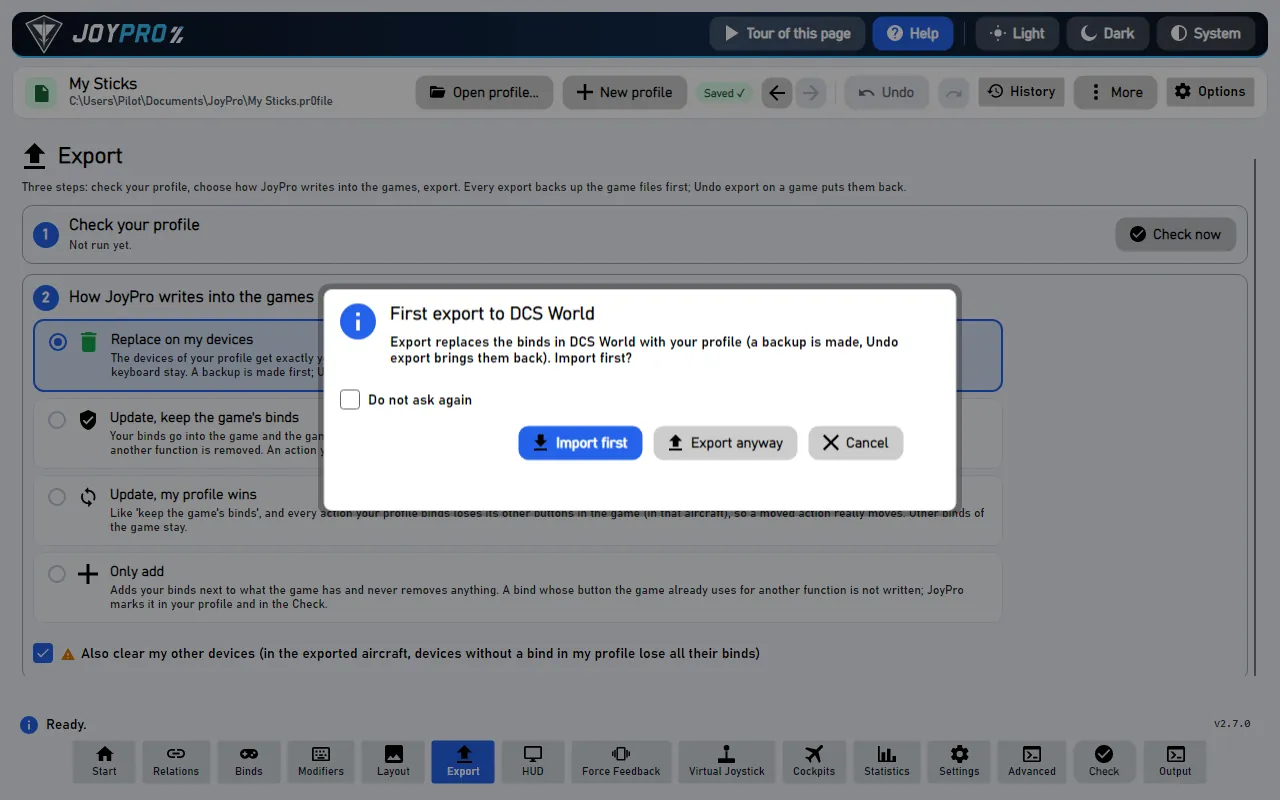 JOYPRO
Tour of this page
Help
Light
Dark
System
My Sticks
C:\Users\Pilot\Documents\JoyPro\My Sticks.pr0file
Open profile...
New profile
Saved ✓
Undo
History
More
Options
Export
Three steps: check your profile, choose how JoyPro writes into the games, export. Every export backs up the game files first; Undo export on a game puts them back.
1
Check your profile
Not run yet.
Check now
2
How JoyPro writes into the games
Replace on my devices
The devices of your profile get exactly
keyboard stay. A backup is made first;
First export to DCS World
Export replaces the binds in DCS World with your profile (a backup is made, Undo
export brings them back). Import first?
Do not ask again
Import first
Export anyway
Cancel
Update, keep the game's binds
Your binds go into the game and the
another function is removed. An action
Update, my profile wins
Like 'keep the game's binds', and every action your profile binds loses its other buttons in the game (in that aircraft), so a moved action really moves. Other binds of
the game stay.
Only add
Adds your binds next to what the game has and never removes anything. A bind whose button the game already uses for another function is not written; JoyPro
marks it in your profile and in the Check.
Also clear my other devices (in the exported aircraft, devices without a bind in my profile lose all their binds)
Ready.
v2.7.0
Start
Relations
Binds
Modifiers
Layout
Export
HUD
Force Feedback
Virtual Joystick
Cockpits
Statistics
Settings
Advanced
Check
Output